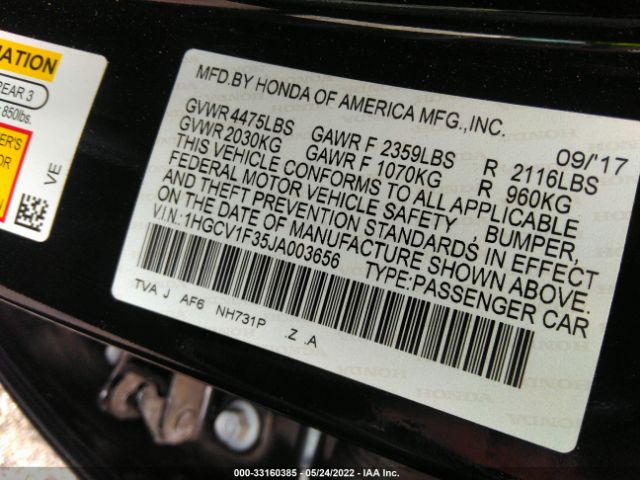 MATION
REAR 3
850lbs.
ER'S
OR
VE
MFD.BY HONDA OF AMERICA MFG.,INC.
09/'17
GVWR 4475LBS GAWR F 2359LBS R 2116LBS
GVWR 2030KG GAWR F 1070KG R 960KG
THIS VEHICLE CONFORMS TO ALL APPLICABLE
FEDERAL MOTOR VEHICLE SAFETY , BUMPER,
AND THEFT PREVENTION STANDARDS IN EFFECT
ON THE DATE OF MANUFACTURE SHOWN ABOVE.
V.I.N.:1HGCV1F35JA003656 TYPE:PASSENGER CAR
TVA J AF6 NH731P .Z .A
000-33160385 - 05/24/2022 - IAA Inc.